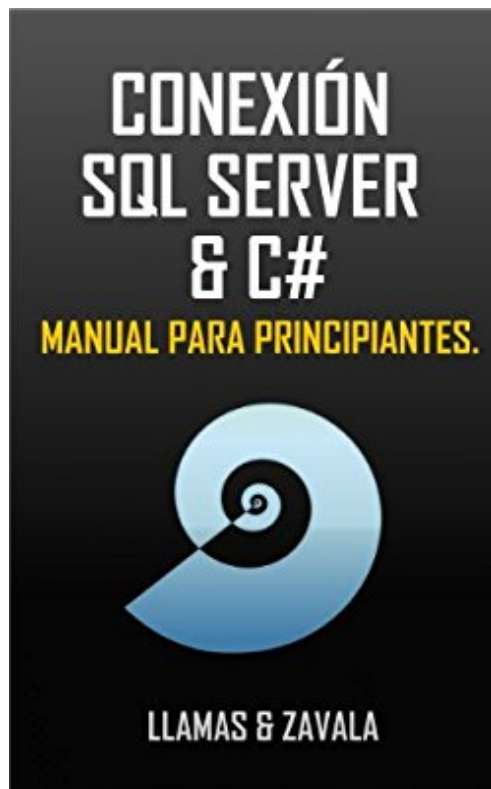 CONEXIÓN
SQL SERVER
& C#
MANUAL PARA PRINCIPIANTES.
LLAMAS & ZAVALA